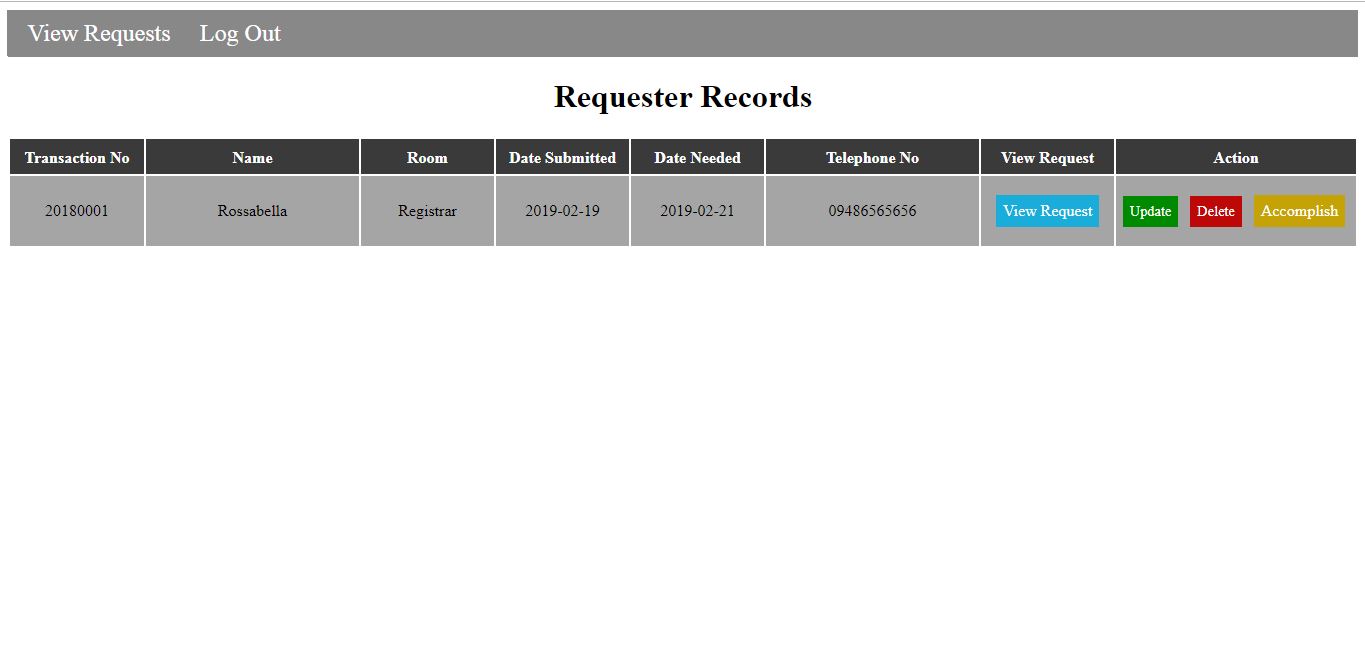 View Requests Log Out
Requester Records
Transaction No Name Room Date Submitted Date Needed Telephone No View Request Action
20180001 Rossabella Registrar 2019-02-19 2019-02-21 09486565656 View Request Update Delete Accomplish